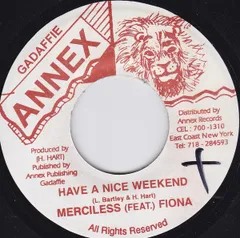 GADAFFIE
ANNEX
Produced by
(H. HART)
Published by
Annex Publishing
Gadaffie
Distributed by
Annex Records
CEL : 700 -1310
East Coast New York
Tel: 718 - 284593
HAVE A NICE WEEKEND
(L. Bartley & H. Hart)
MERCILESS (FEAT.) FIONA
All Rights Reserved